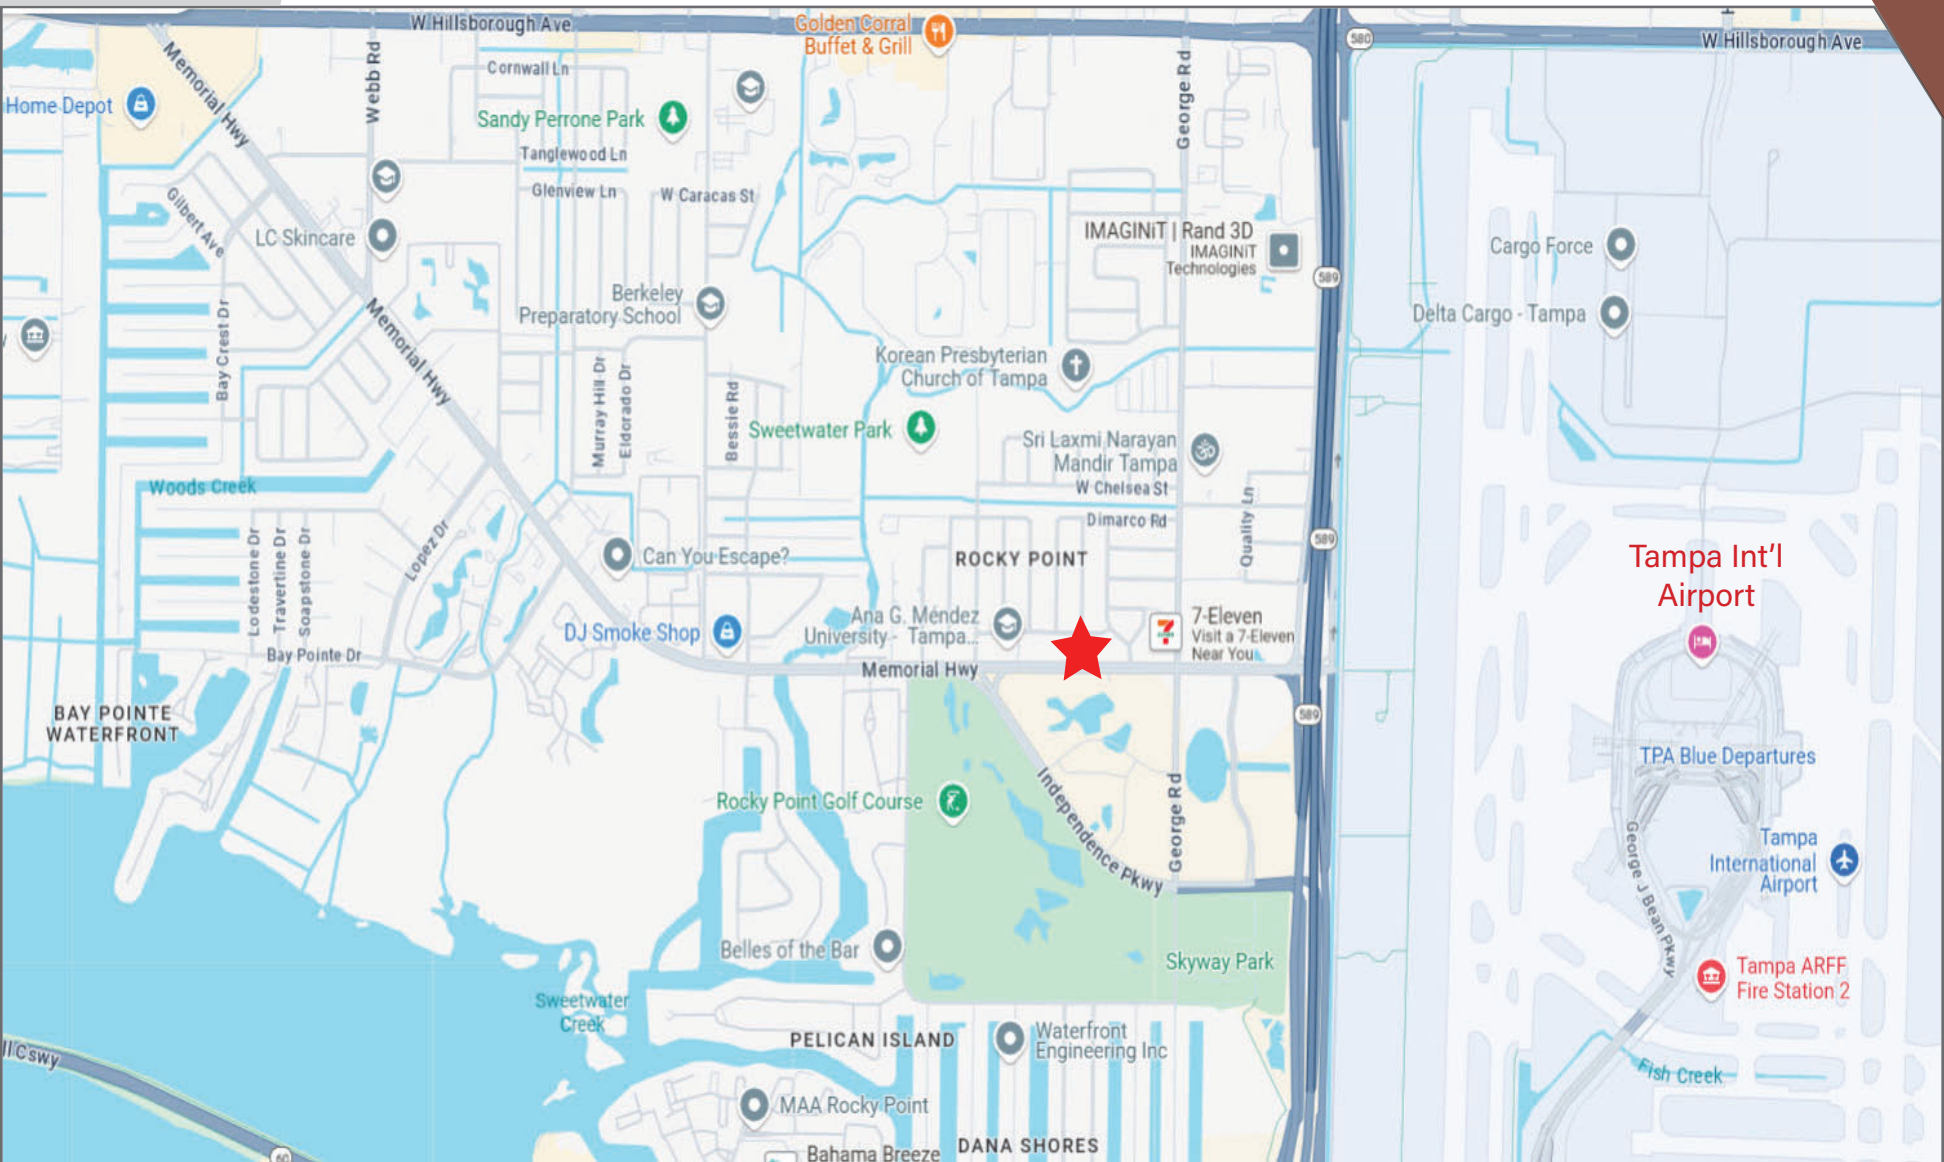 W Hillsborough Ave
Golden Corral
Buffet & Grill
580
W Hillsborough Ave
Memorial Hwy
Webb Rd
Cornwall Ln
George Rd
Home Depot
Sandy Perrone Park
Tanglewood Ln
Glenview Ln
W Caracas St
Gilbert Ave
LC Skincare
IMAGINiT | Rand 3D
IMAGINiT
Technologies
Cargo Force
589
Berkeley
Preparatory School
Delta Cargo - Tampa
Bay Crest Dr
Memorial Hwy
Korean Presbyterian
Church of Tampa
Murray Hill Dr
Eldorado Dr
Bessie Rd
Sweetwater Park
Sri Laxmi Narayan
Mandir Tampa
W Chelsea St
Woods Creek
Dimarco Rd
Quality Ln
589
Lodestone Dr
Travertine Dr
Soapstone Dr
Lopez Dr
Can You Escape?
ROCKY POINT
Tampa Int'l
Airport
Ana G. Méndez
University - Tampa...
7-Eleven
Visit a 7-Eleven
Near You
DJ Smoke Shop
Bay Pointe Dr
Memorial Hwy
BAY POINTE
WATERFRONT
589
TPA Blue Departures
Rocky Point Golf Course
Independence Pkwy
George Rd
George J Bean Pkwy
Tampa
International
Airport
Belles of the Bar
Skyway Park
Tampa ARFF
Fire Station 2
Sweetwater
Creek
PELICAN ISLAND
Waterfront
Engineering Inc
ll Cswy
Fish Creek
MAA Rocky Point
DANA SHORES
Bahama Breeze
60